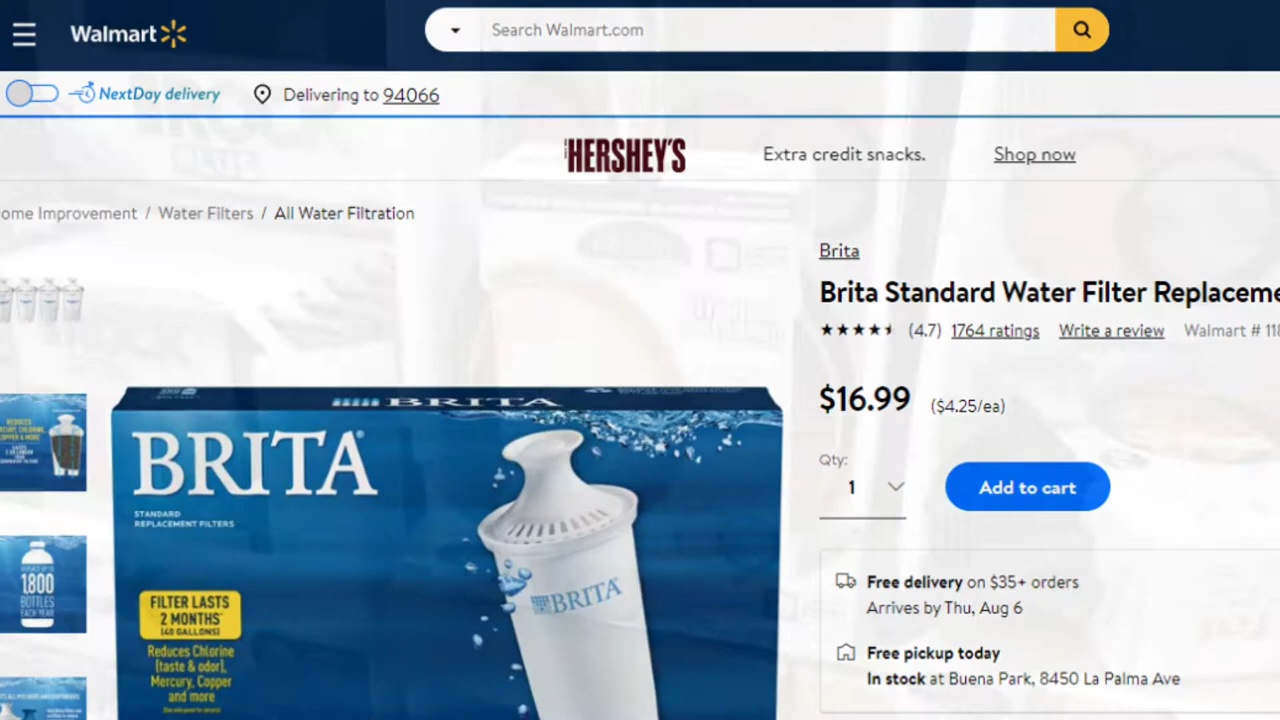 Walmart
Search Walmart.com
NextDay delivery
Delivering to 94066
HERSHEY'S
Extra credit snacks.
Shop now
ome Improvement / Water Filters / All Water Filtration
Brita
Brita Standard Water Filter Replaceme
(4.7) 1764 ratings Write a review Walmart # 118
$16.99 ($4.25/ea)
Qty:
1
Add to cart
Free delivery on $35+ orders
Arrives by Thu, Aug 6
Free pickup today
In stock at Buena Park, 8450 La Palma Ave
BRITA
BRITA
STANDARD
REPLACEMENT FILTERS
FILTER LASTS
2 MONTHS
(40 GALLONS)
Reduces Chlorine
(taste & odor),
Mercury, Copper
and more
BRITA
1,800
BOTTLES
EACH YEAR